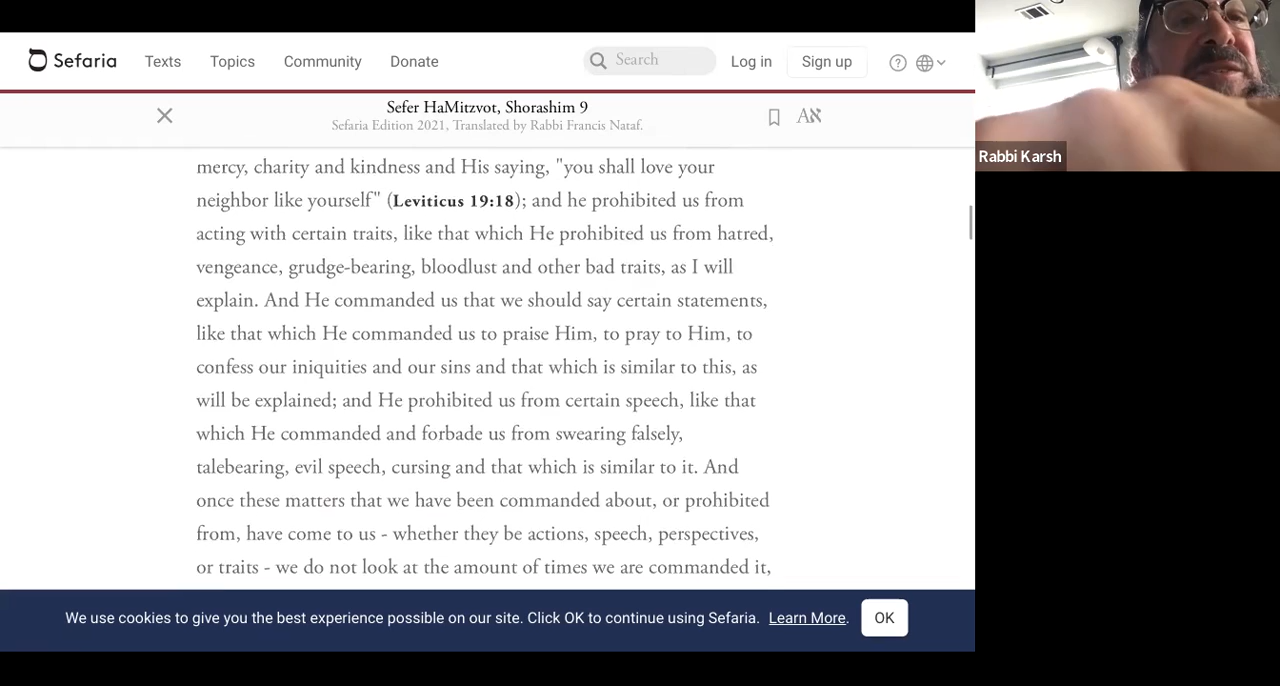 Sefaria Texts Topics Community Donate Search Log in Sign up
Sefer HaMitzvot, Shorashim 9
Sefaria Edition 2021, Translated by Rabbi Francis Nataf.
Aא
mercy, charity and kindness and His saying, "you shall love your
neighbor like yourself" (Leviticus 19:18); and he prohibited us from
acting with certain traits, like that which He prohibited us from hatred,
vengeance, grudge-bearing, bloodlust and other bad traits, as I will
explain. And He commanded us that we should say certain statements,
like that which He commanded us to praise Him, to pray to Him, to
confess our iniquities and our sins and that which is similar to this, as
will be explained; and He prohibited us from certain speech, like that
which He commanded and forbade us from swearing falsely,
talebearing, evil speech, cursing and that which is similar to it. And
once these matters that we have been commanded about, or prohibited
from, have come to us - whether they be actions, speech, perspectives,
or traits - we do not look at the amount of times we are commanded it,
We use cookies to give you the best experience possible on our site. Click OK to continue using Sefaria. Learn More. OK
Rabbi Karsh